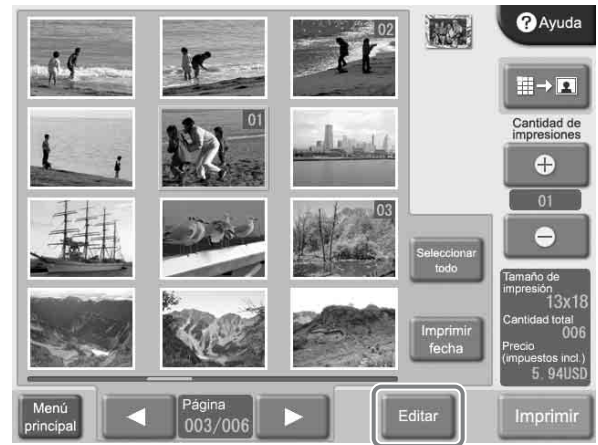 02
? Ayuda
Cantidad de
impresiones
01
01
03
Seleccionar
todo
Tamaño de
impresión
13x18
Cantidad total
006
Imprimir
fecha
Precio
(impuestos incl.)
5.94USD
Menú
principal
Página
003/006
Editar
Imprimir